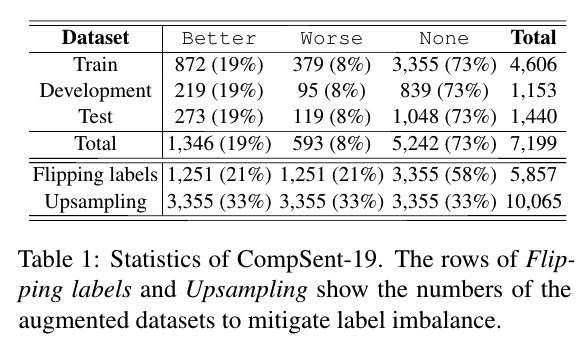 Dataset Better Worse None Total
Train 872 (19%) 379 (8%) 3,355 (73%) 4,606
Development 219 (19%) 95 (8%) 839 (73%) 1,153
Test 273 (19%) 119 (8%) 1,048 (73%) 1,440
Total 1,346 (19%) 593 (8%) 5,242 (73%) 7,199
Flipping labels 1,251 (21%) 1,251 (21%) 3,355 (58%) 5,857
Upsampling 3,355 (33%) 3,355 (33%) 3,355 (33%) 10,065
Table 1: Statistics of CompSent-19. The rows of Flip-
ping labels and Upsampling show the numbers of the
augmented datasets to mitigate label imbalance.